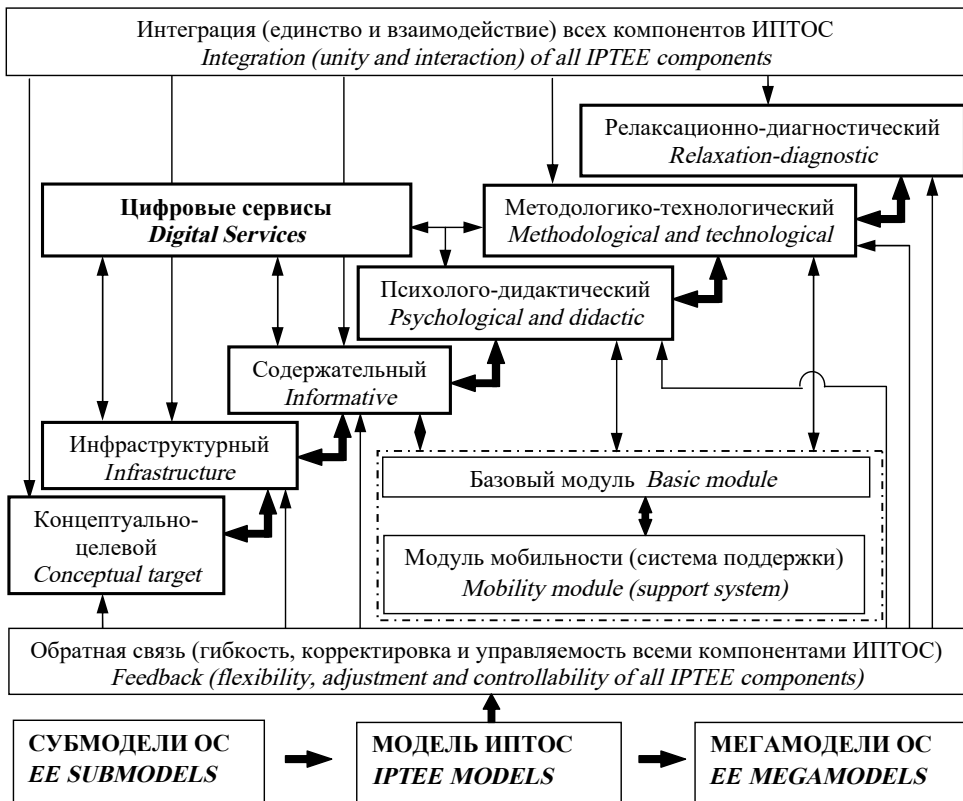 Интеграция (единство и взаимодействие) всех компонентов ИПТОС
Integration (unity and interaction) of all IPTEE components
Релаксационно-диагностический
Relaxation-diagnostic
Цифровые сервисы
Digital Services
Методологико-технологический
Methodological and technological
Психолого-дидактический
Psychological and didactic
Содержательный
Informative
Инфраструктурный
Infrastructure
Базовый модуль Basic module
Концептуально-
целевой
Conceptual target
Модуль мобильности (система поддержки)
Mobility module (support system)
Обратная связь (гибкость, корректировка и управляемость всеми компонентами ИПТОС)
Feedback (flexibility, adjustment and controllability of all IPTEE components)
СУБМОДЕЛИ ОС
EE SUBMODELS
МОДЕЛЬ ИПТОС
IPTEE MODELS
МЕГАМОДЕЛИ ОС
EE MEGAMODELS